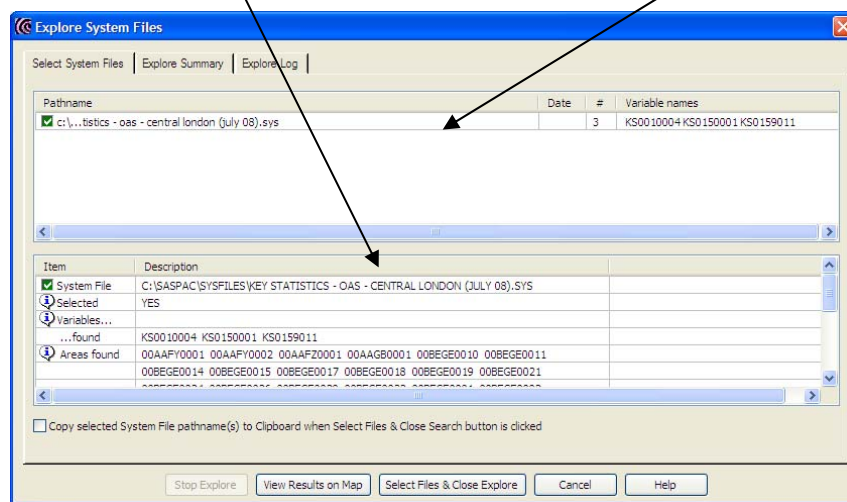 Explore System Files
Select System Files Explore Summary Explore Log
Pathname Date # Variable names
c:\...tistics - oas - central london (july 08).sys 3 KS0010004 KS0150001 KS0159011
Item Description
System File C:\SASPAC\SYSFILES\KEY STATISTICS - OAS - CENTRAL LONDON (JULY 08).SYS
Selected YES
Variables...
...found KS0010004 KS0150001 KS0159011
Areas found 00AAFY0001 00AAFY0002 00AAFZ0001 00AAGB0001 00BEGE0010 00BEGE0011
00BEGE0014 00BEGE0015 00BEGE0017 00BEGE0018 00BEGE0019 00BEGE0021
Copy selected System File pathname(s) to Clipboard when Select Files & Close Search button is clicked
Stop Explore View Results on Map Select Files & Close Explore Cancel Help